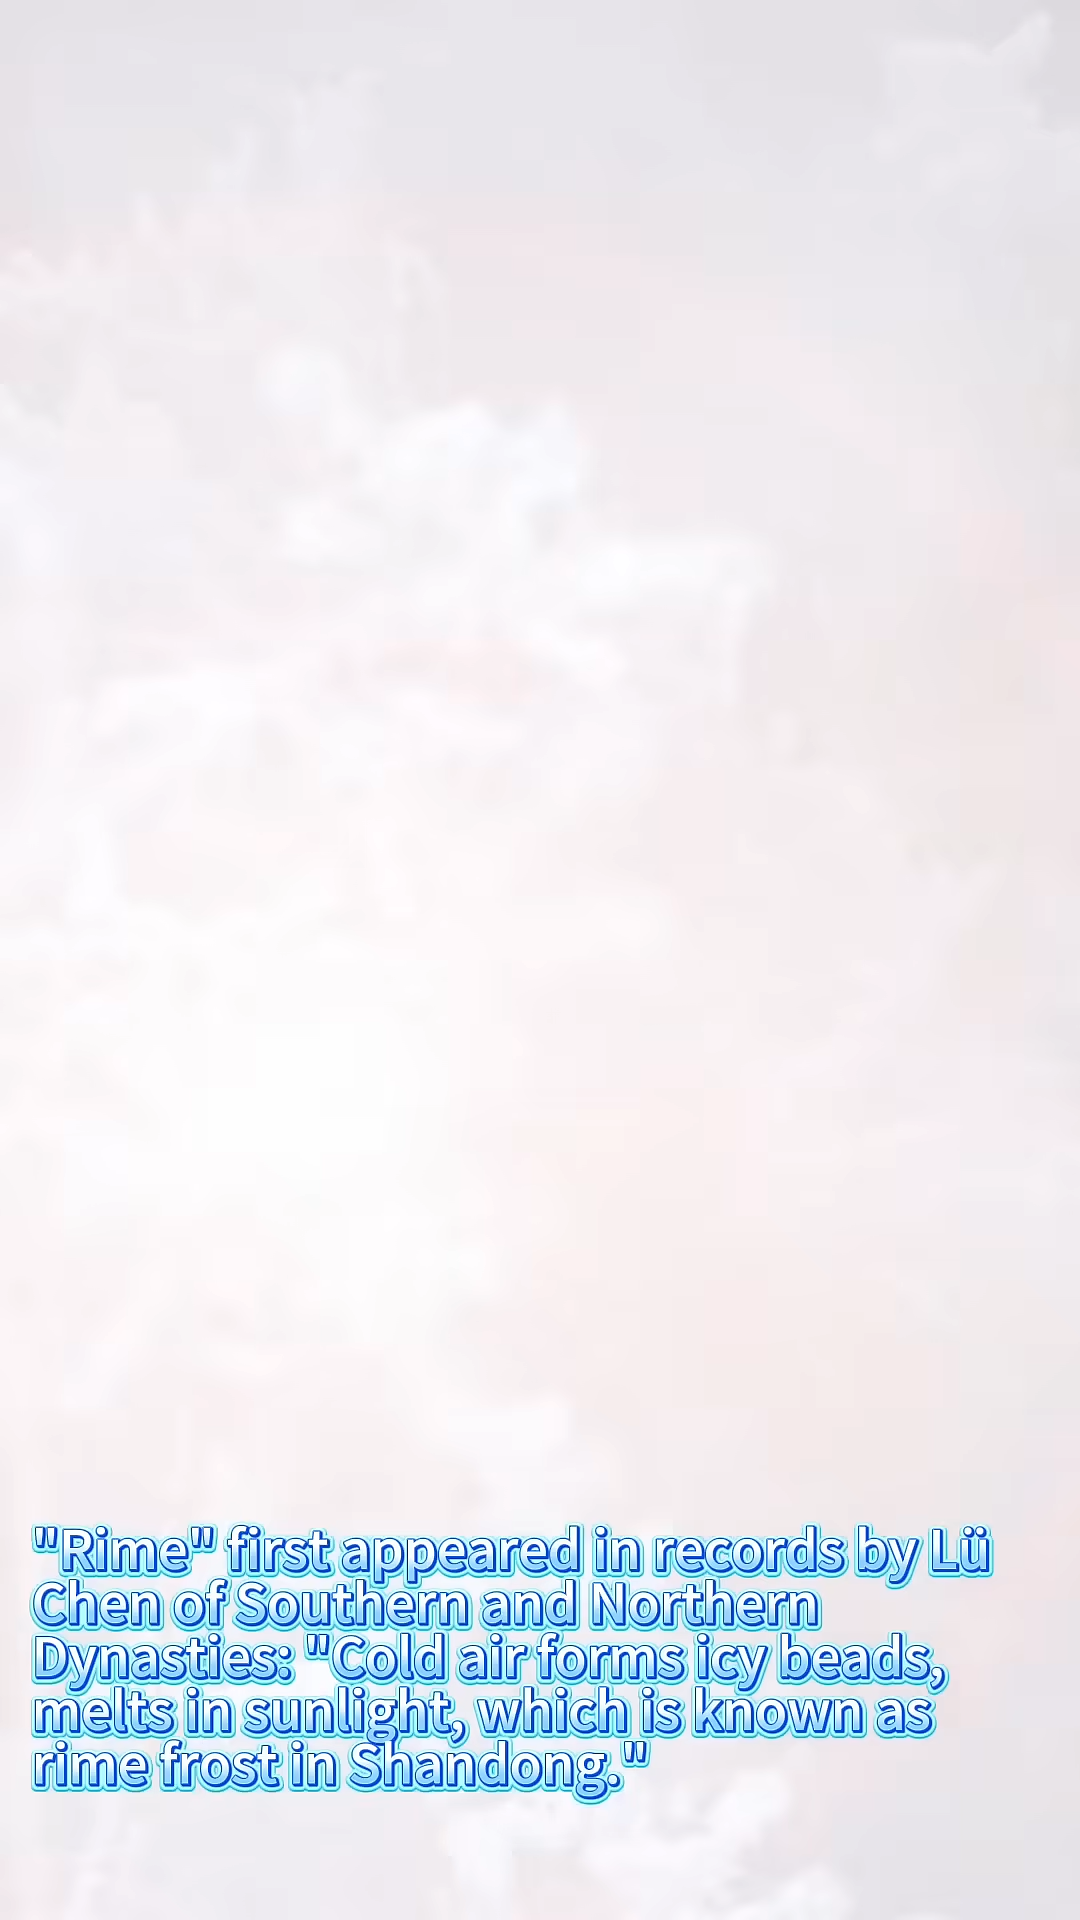 "Rime" first appeared in records by Lü
Chen of Southern and Northern
Dynasties: "Cold air forms icy beads,
melts in sunlight, which is known as
rime frost in Shandong."